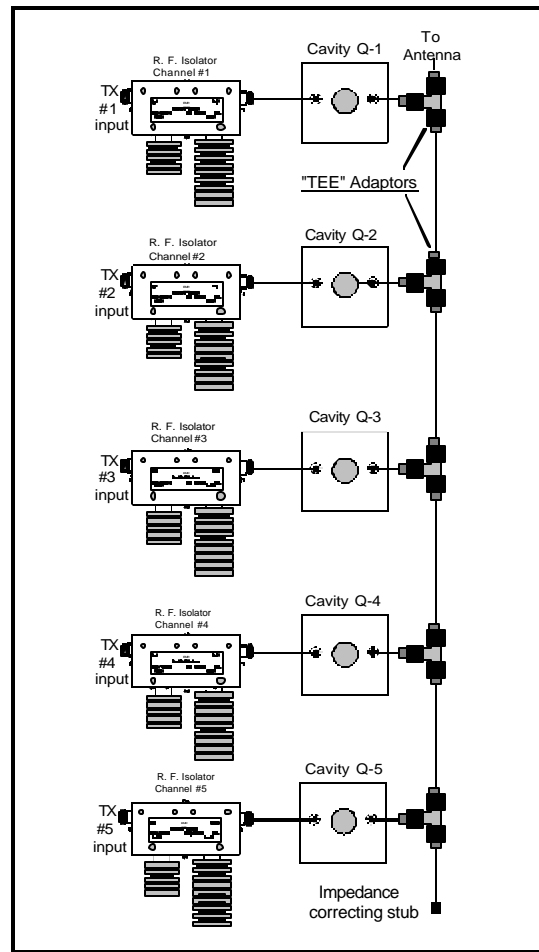 R. F. Isolator
Channel #1
Cavity Q-1
To
Antenna
TX
#1
input
"TEE" Adaptors
R. F. Isolator
Channel #2
Cavity Q-2
TX
#2
input
R. F. Isolator
Channel #3
Cavity Q-3
TX
#3
input
R. F. Isolator
Channel #4
Cavity Q-4
TX
#4
input
R. F. Isolator
Channel #5
Cavity Q-5
TX
#5
input
Impedance
correcting stub